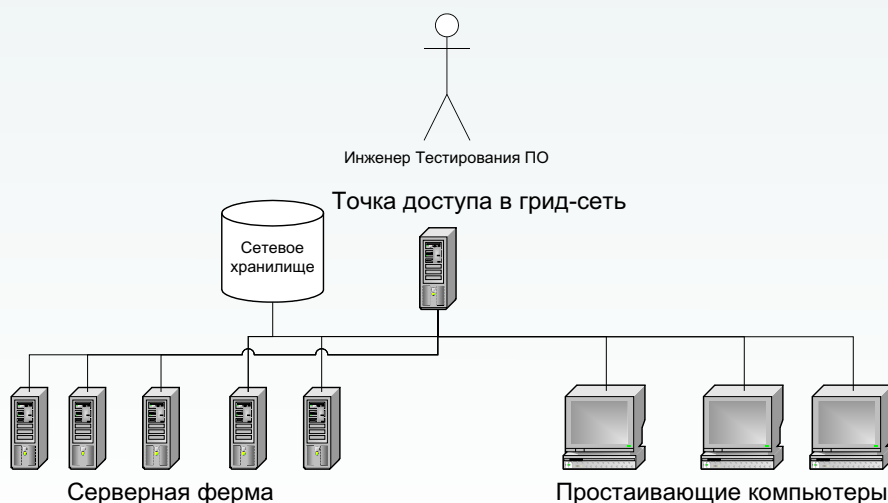 Инженер Тестирования ПО
Точка доступа в грид-сеть
Сетевое
хранилище
Серверная ферма
Простаивающие компьютеры